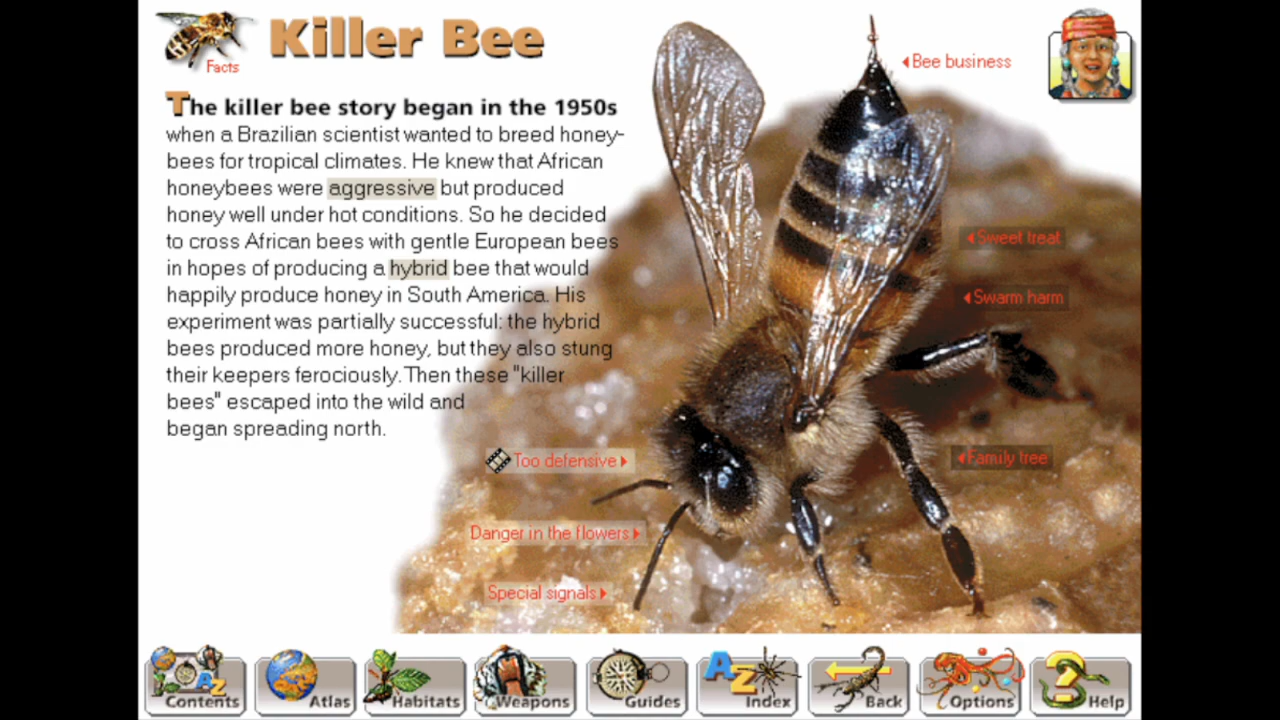 Killer Bee
Facts
The killer bee story began in the 1950s
when a Brazilian scientist wanted to breed honey-
bees for tropical climates. He knew that African
honeybees were aggressive but produced
honey well under hot conditions. So he decided
to cross African bees with gentle European bees
in hopes of producing a hybrid bee that would
happily produce honey in South America. His
experiment was partially successful: the hybrid
bees produced more honey, but they also stung
their keepers ferociously. Then these "killer
bees" escaped into the wild and
began spreading north.
Too defensive
Danger in the flowers
Special signals
Bee business
Sweet treat
Swarm harm
Family tree
Contents
Atlas
Habitats
Weapons
Guides
AZ
Index
Back
Options
?
Help